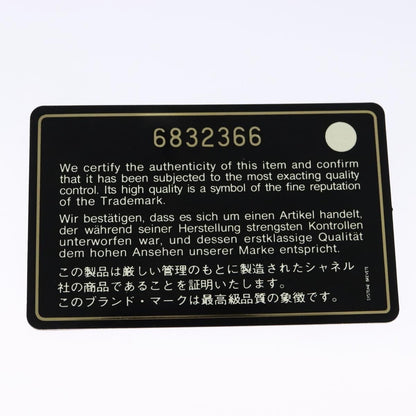 6832366
We certify the authenticity of this item and confirm
that it has been subjected to the most exacting quality
control. Its high quality is a symbol of the fine reputation
of the Trademark.
Wir bestätigen, dass es sich um einen Artikel handelt,
der während seiner Herstellung strengsten Kontrollen
unterworfen war, und dessen erstklassige Qualität
dem hohen Ansehen unserer Marke entspricht.
この製品は厳しい管理のもとに製造されたシャネル
社の商品であることを証明いたします。
このブランド・マークは最高級品質の象徴です。